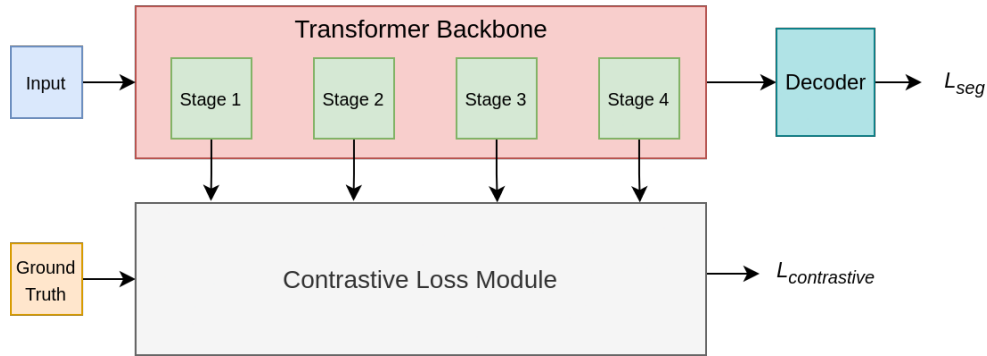 Transformer Backbone
Input
Stage 1
Stage 2
Stage 3
Stage 4
Decoder
L_seg
Ground
Truth
Contrastive Loss Module
L_contrastive